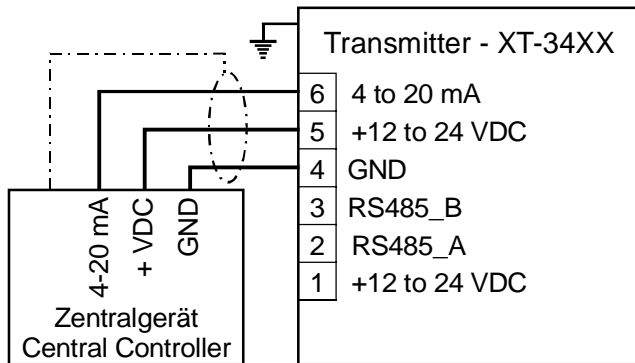 Transmitter - XT-34XX
6 4 to 20 mA
5 +12 to 24 VDC
4 GND
3 RS485_B
2 RS485_A
1 +12 to 24 VDC
4-20 mA
+ VDC
GND
Zentralgerät
Central Controller